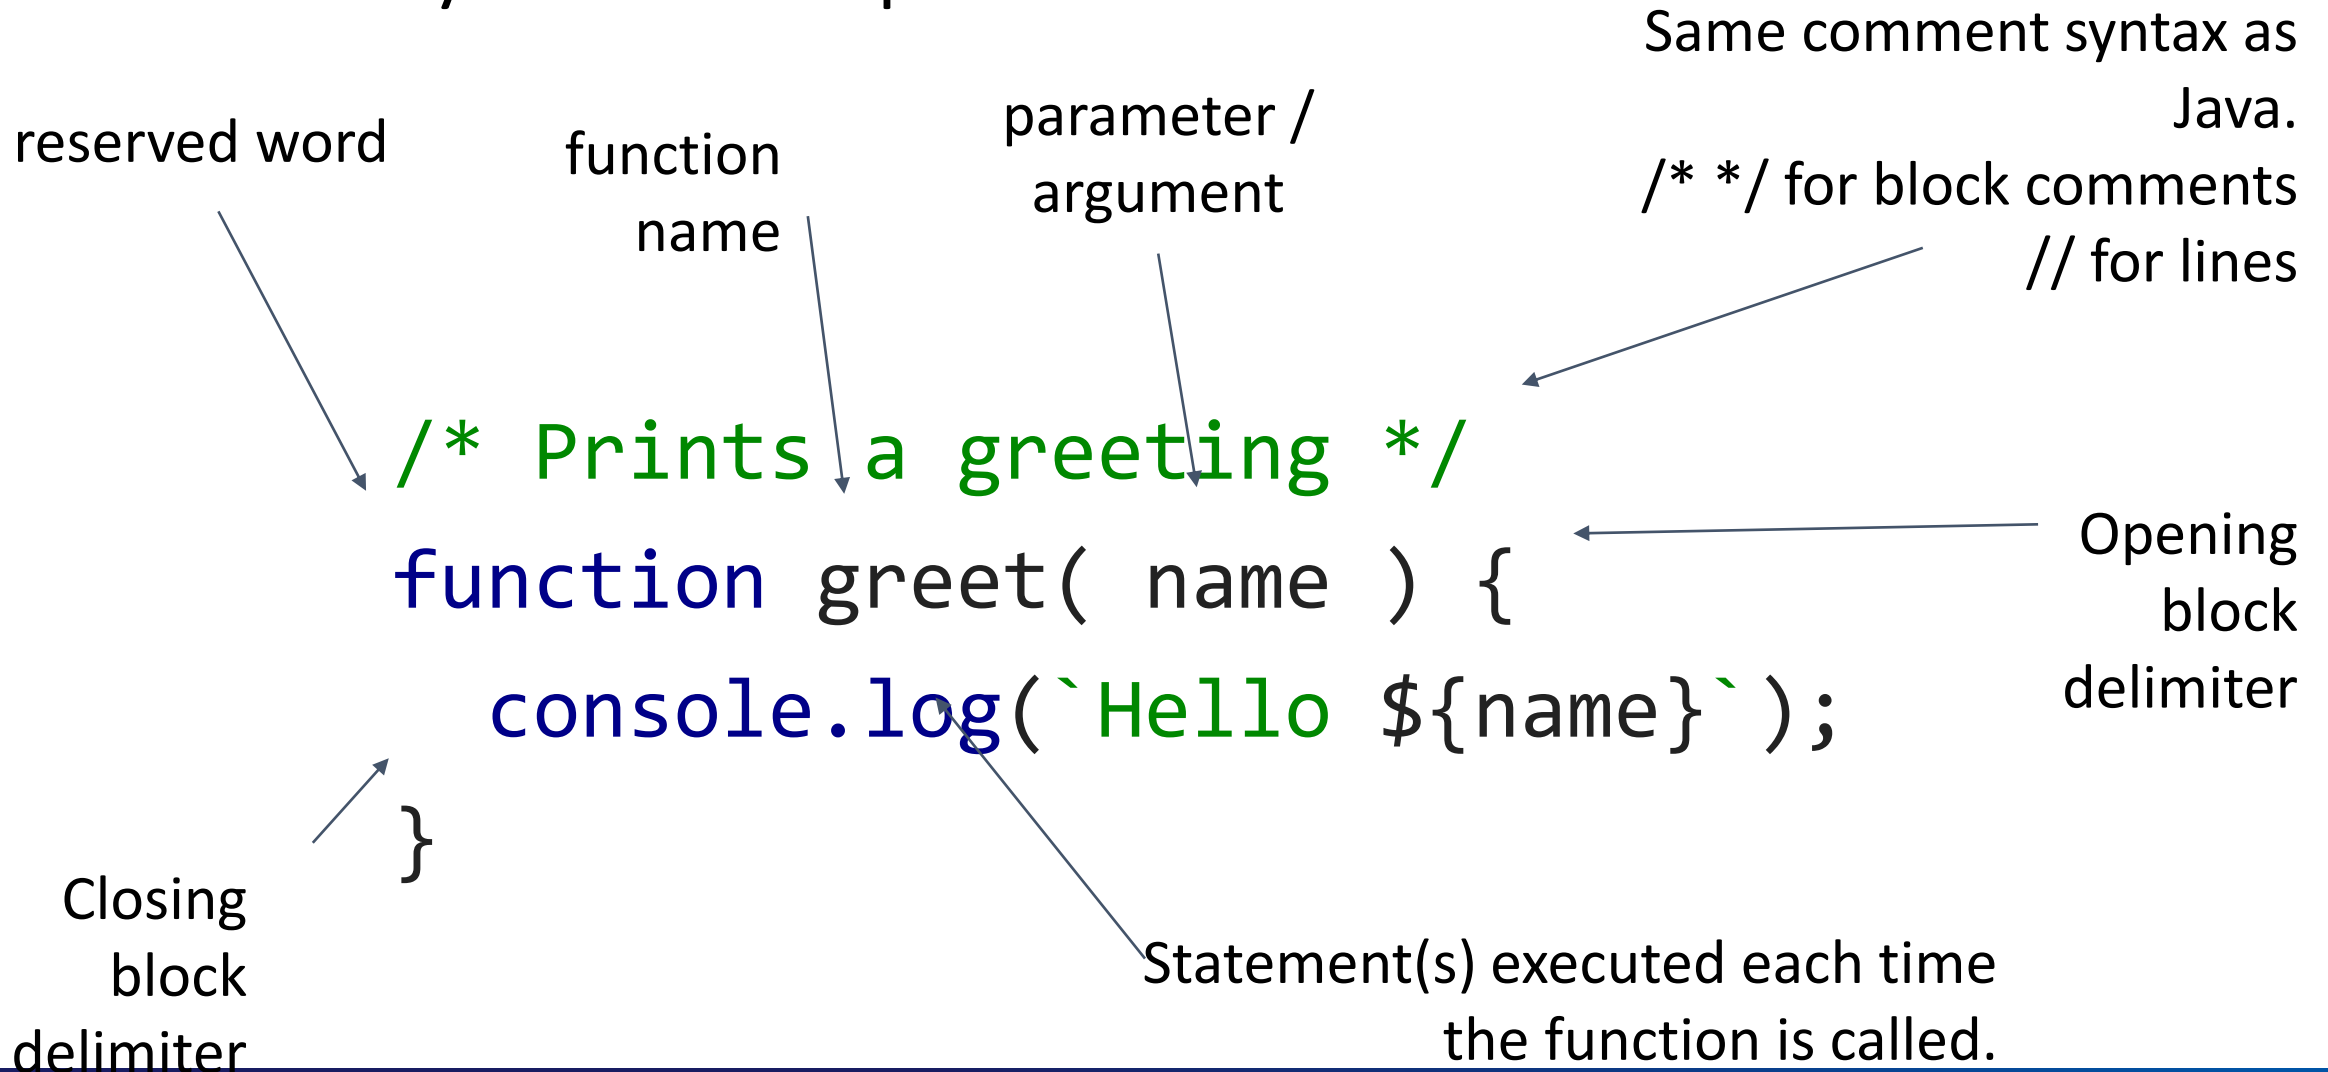 reserved word
function
name
parameter /
argument
Same comment syntax as
Java.
/* */ for block comments
// for lines
/* Prints a greeting */
function greet( name ) {
console.log(`Hello ${name}`);
}
Opening
block
delimiter
Closing
block
delimiter
Statement(s) executed each time
the function is called.